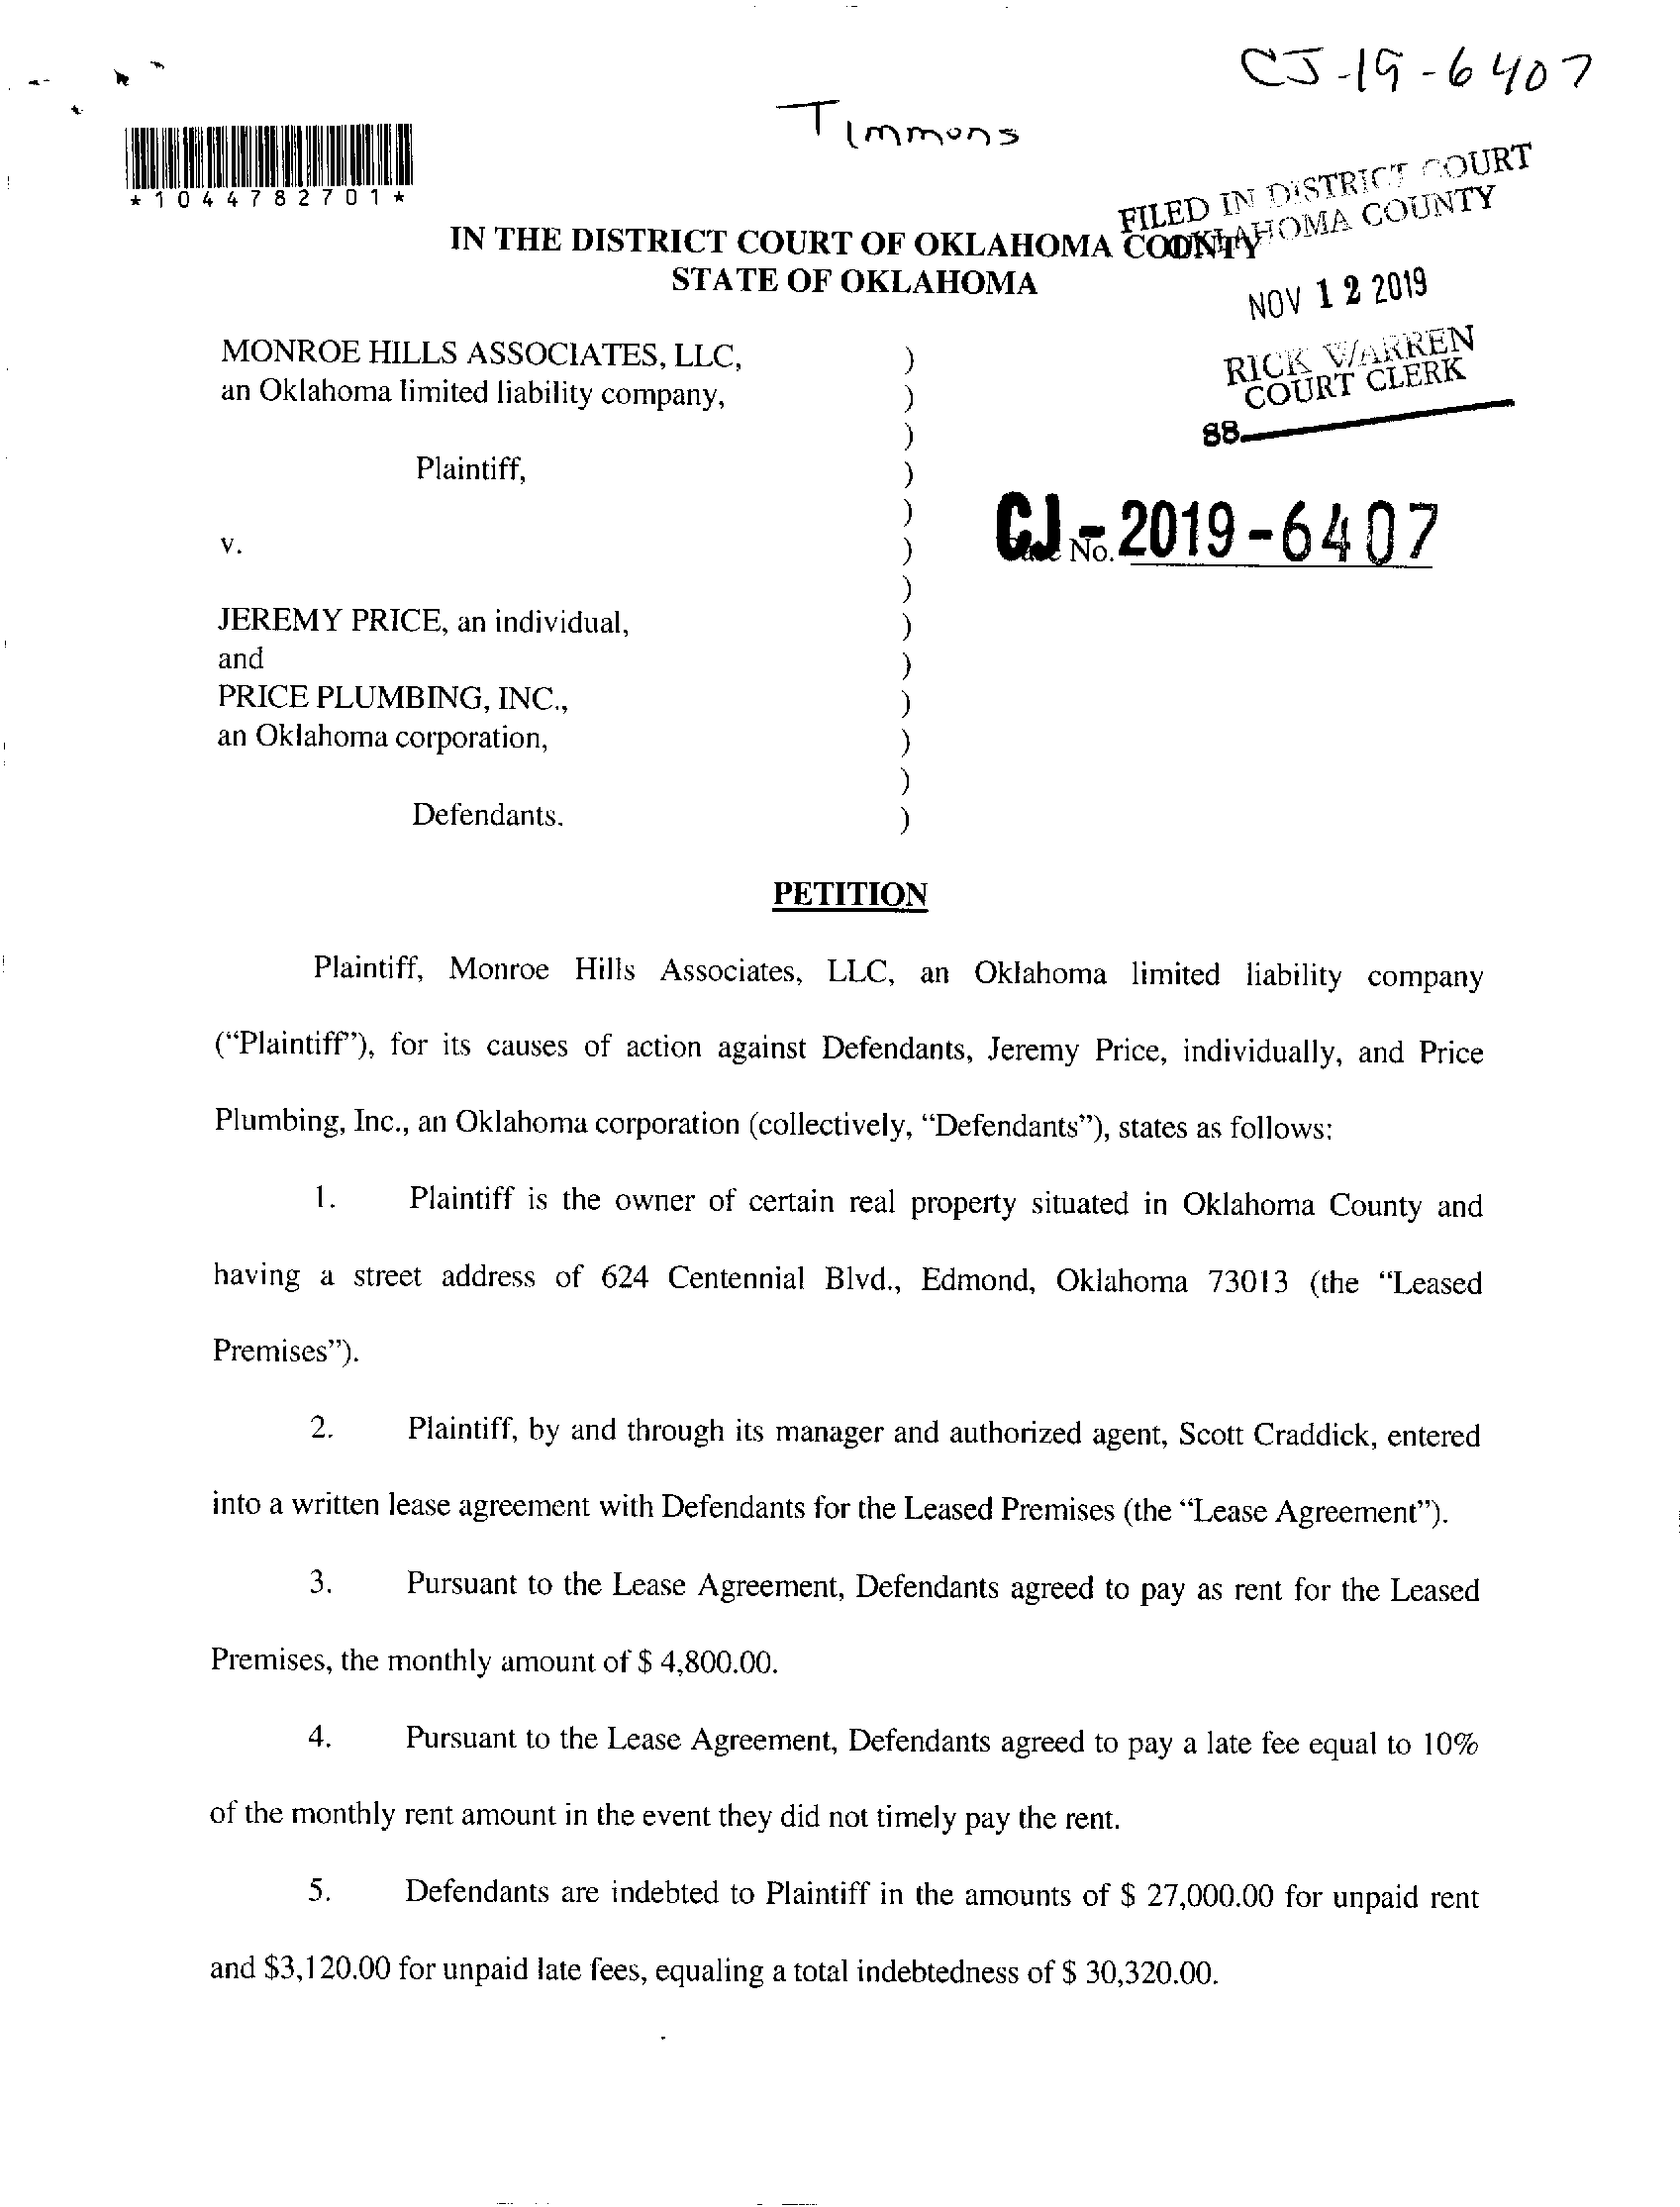 CJ-19-6407
Timmons
*1044782701*
FILED IN DISTRICT COURT
OKLAHOMA COUNTY
IN THE DISTRICT COURT OF OKLAHOMA COUNTY
STATE OF OKLAHOMA
NOV 12 2019
MONROE HILLS ASSOCIATES, LLC, )
RICK WARREN
an Oklahoma limited liability company, )
COURT CLERK
)
88
Plaintiff, )
)
CJ-2019-6407
Case No.
v. )
)
JEREMY PRICE, an individual, )
and )
PRICE PLUMBING, INC., )
an Oklahoma corporation, )
)
Defendants. )
PETITION
Plaintiff, Monroe Hills Associates, LLC, an Oklahoma limited liability company
("Plaintiff"), for its causes of action against Defendants, Jeremy Price, individually, and Price
Plumbing, Inc., an Oklahoma corporation (collectively, "Defendants"), states as follows:
1. Plaintiff is the owner of certain real property situated in Oklahoma County and
having a street address of 624 Centennial Blvd., Edmond, Oklahoma 73013 (the "Leased
Premises").
2. Plaintiff, by and through its manager and authorized agent, Scott Craddick, entered
into a written lease agreement with Defendants for the Leased Premises (the "Lease Agreement").
3. Pursuant to the Lease Agreement, Defendants agreed to pay as rent for the Leased
Premises, the monthly amount of $ 4,800.00.
4. Pursuant to the Lease Agreement, Defendants agreed to pay a late fee equal to 10%
of the monthly rent amount in the event they did not timely pay the rent.
5. Defendants are indebted to Plaintiff in the amounts of $ 27,000.00 for unpaid rent
and $3,120.00 for unpaid late fees, equaling a total indebtedness of $ 30,320.00.